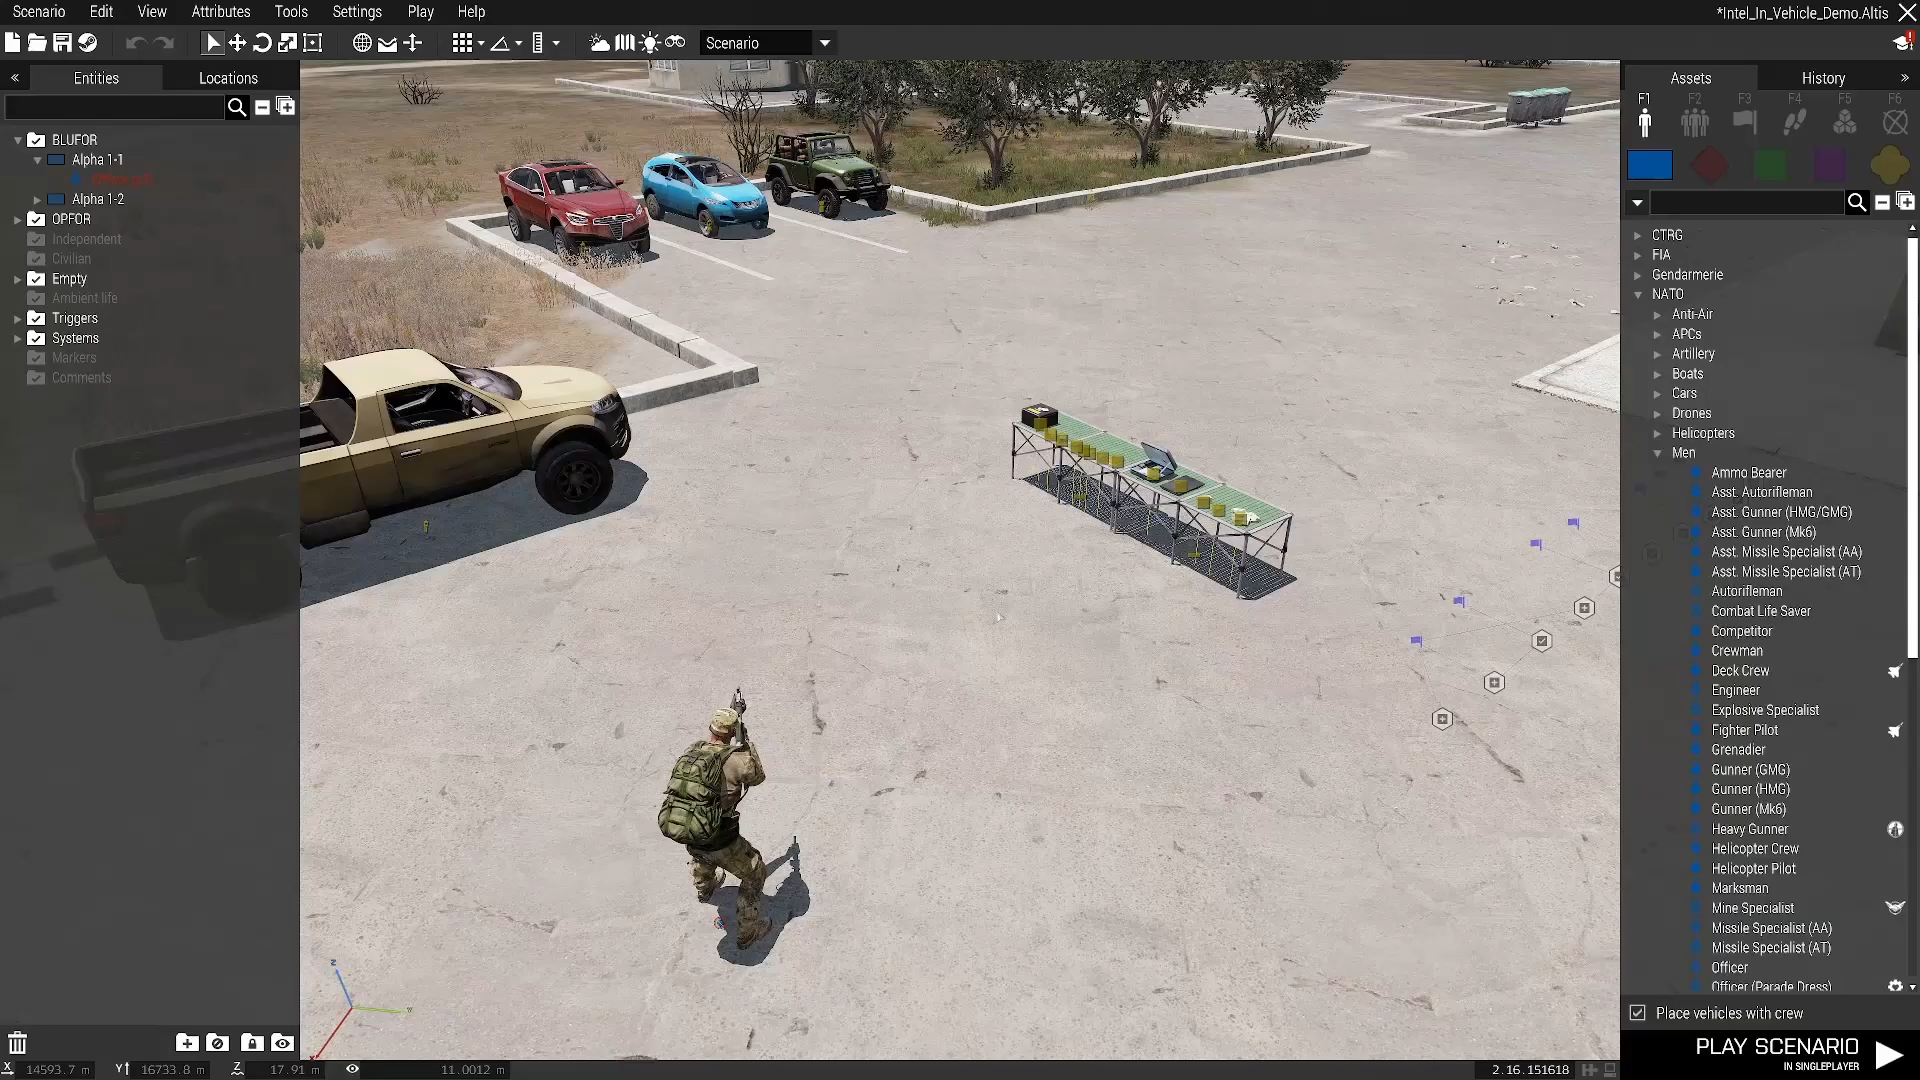 Scenario Edit View Attributes Tools Settings Play Help
*Intel_In_Vehicle_Demo.Altis
Scenario
Entities Locations
Assets History
F1 F2 F3 F4 F5 F6
BLUFOR
Alpha 1-1
Alpha 1-2
OPFOR
Independent
Civilian
Empty
Ambient life
Triggers
Systems
Markers
Comments
CTRG
FIA
Gendarmerie
NATO
Anti-Air
APCs
Artillery
Boats
Cars
Drones
Helicopters
Men
Ammo Bearer
Asst. Autorifleman
Asst. Gunner (HMG/GMG)
Asst. Gunner (Mk6)
Asst. Missile Specialist (AA)
Asst. Missile Specialist (AT)
Autorifleman
Combat Life Saver
Competitor
Crewman
Deck Crew
Engineer
Explosive Specialist
Fighter Pilot
Grenadier
Gunner (GMG)
Gunner (HMG)
Gunner (Mk6)
Heavy Gunner
Helicopter Crew
Helicopter Pilot
Marksman
Mine Specialist
Missile Specialist (AA)
Missile Specialist (AT)
Officer
Officer (Parade Dress)
Place vehicles with crew
PLAY SCENARIO
IN SINGLEPLAYER
X 14593.7 m Y 16733.8 m Z 17.91 m 11.0012 m 2.16.151618